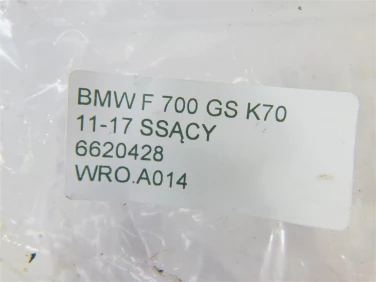 BMW F 700 GS K70
11-17 SSĄCY
6620428
WRO.A014